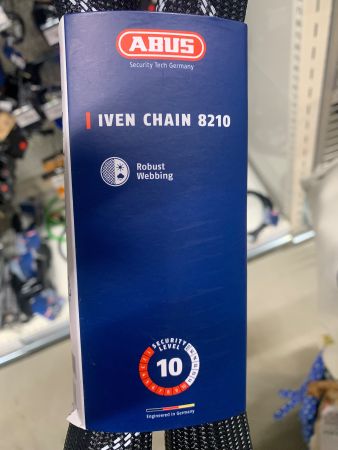 ABUS
Security Tech Germany
IVEN CHAIN 8210
Robust
Webbing
SECURITY
LEVEL
10
Engineered in Germany